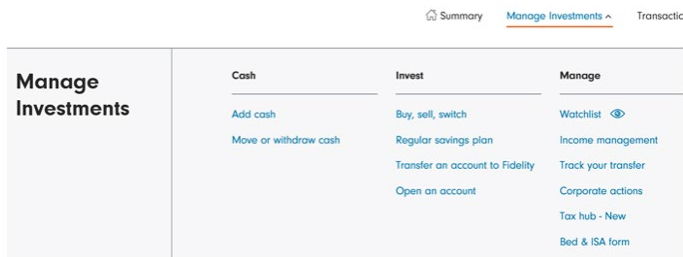 Summary
Manage Investments
Manage
Investments
Cash
Add cash
Move or withdraw cash
Invest
Buy, sell, switch
Regular savings plan
Transfer an account to Fidelity
Open an account
Manage
Watchlist
Income management
Track your transfer
Corporate actions
Tax hub - New
Bed & ISA form